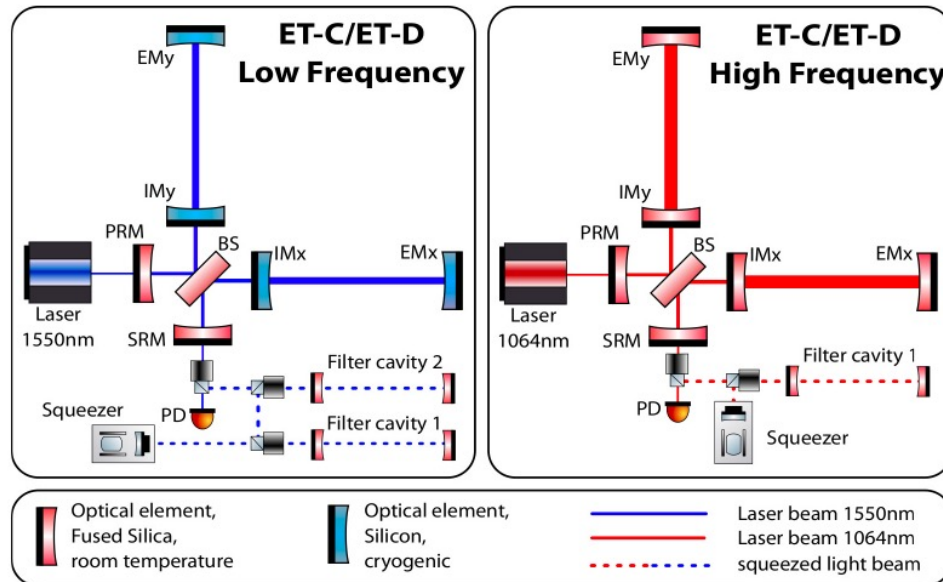 ET-C/ET-D
Low Frequency
EMy
IMy
PRM
BS
IMx
EMx
Laser
1550nm
SRM
Filter cavity 2
PD
Squeezer
Filter cavity 1
ET-C/ET-D
High Frequency
EMy
IMy
PRM
BS
IMx
EMx
Laser
1064nm
SRM
Filter cavity 1
PD
Squeezer
Optical element,
Fused Silica,
room temperature
Optical element,
Silicon,
cryogenic
Laser beam 1550nm
Laser beam 1064nm
squeezed light beam